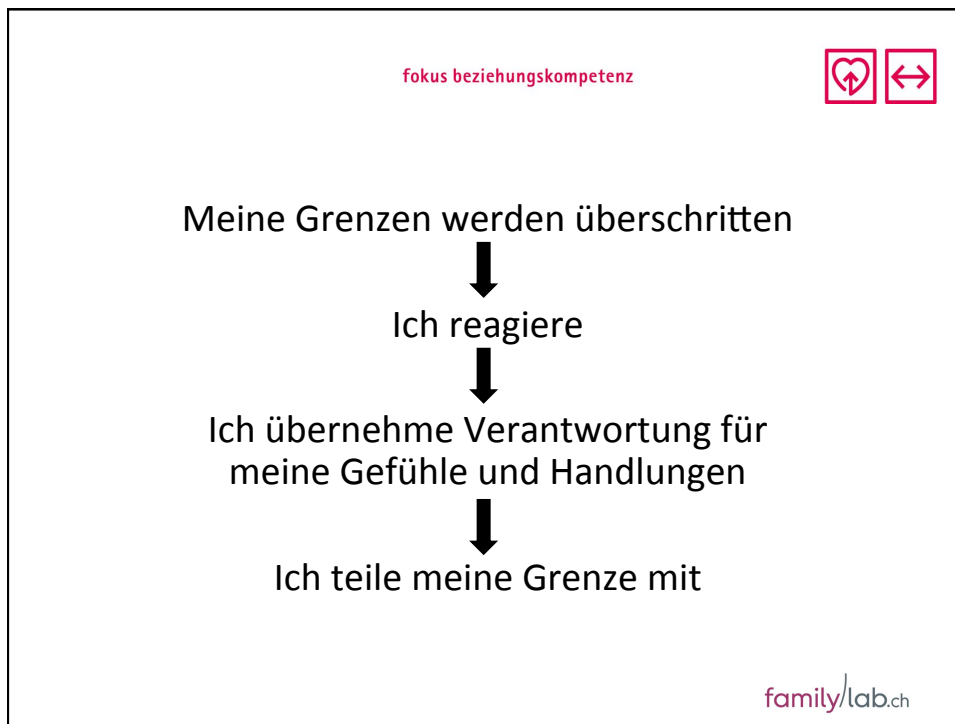 fokus beziehungskompetenz
Meine Grenzen werden überschritten
Ich reagiere
Ich übernehme Verantwortung für
meine Gefühle und Handlungen
Ich teile meine Grenze mit
family/lab.ch